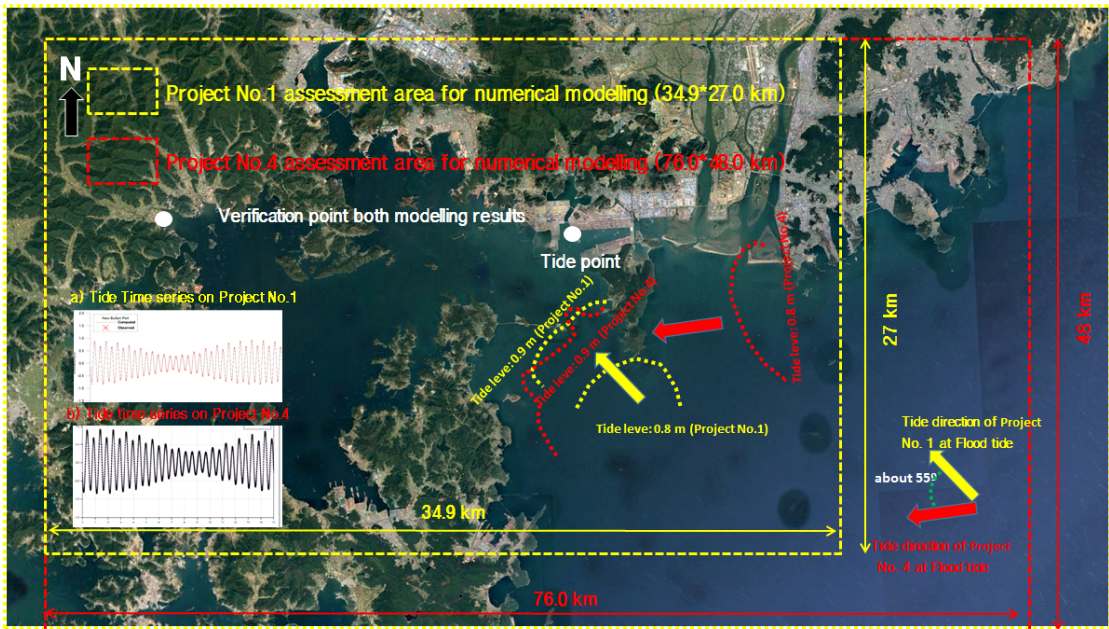 N
Project No.1 assessment area for numerical modelling (34.9*27.0 km)
Project No.4 assessment area for numerical modelling (76.0*48.0 km)
Verification point both modelling results
Tide point
a) Tide Time series on Project No.1
Computed
Observed
b) Tide time series on Project No.4
Tide leve: 0.9 m (Project No.1)
Tide leve: 0.9 m (Project No.4)
Tide leve: 0.8 m (Project No.4)
Tide leve: 0.8 m (Project No.1)
27 km
48 km
Tide direction of Project
No. 1 at Flood tide
about 55º
Tide direction of Project
No. 4 at Flood tide
34.9 km
76.0 km